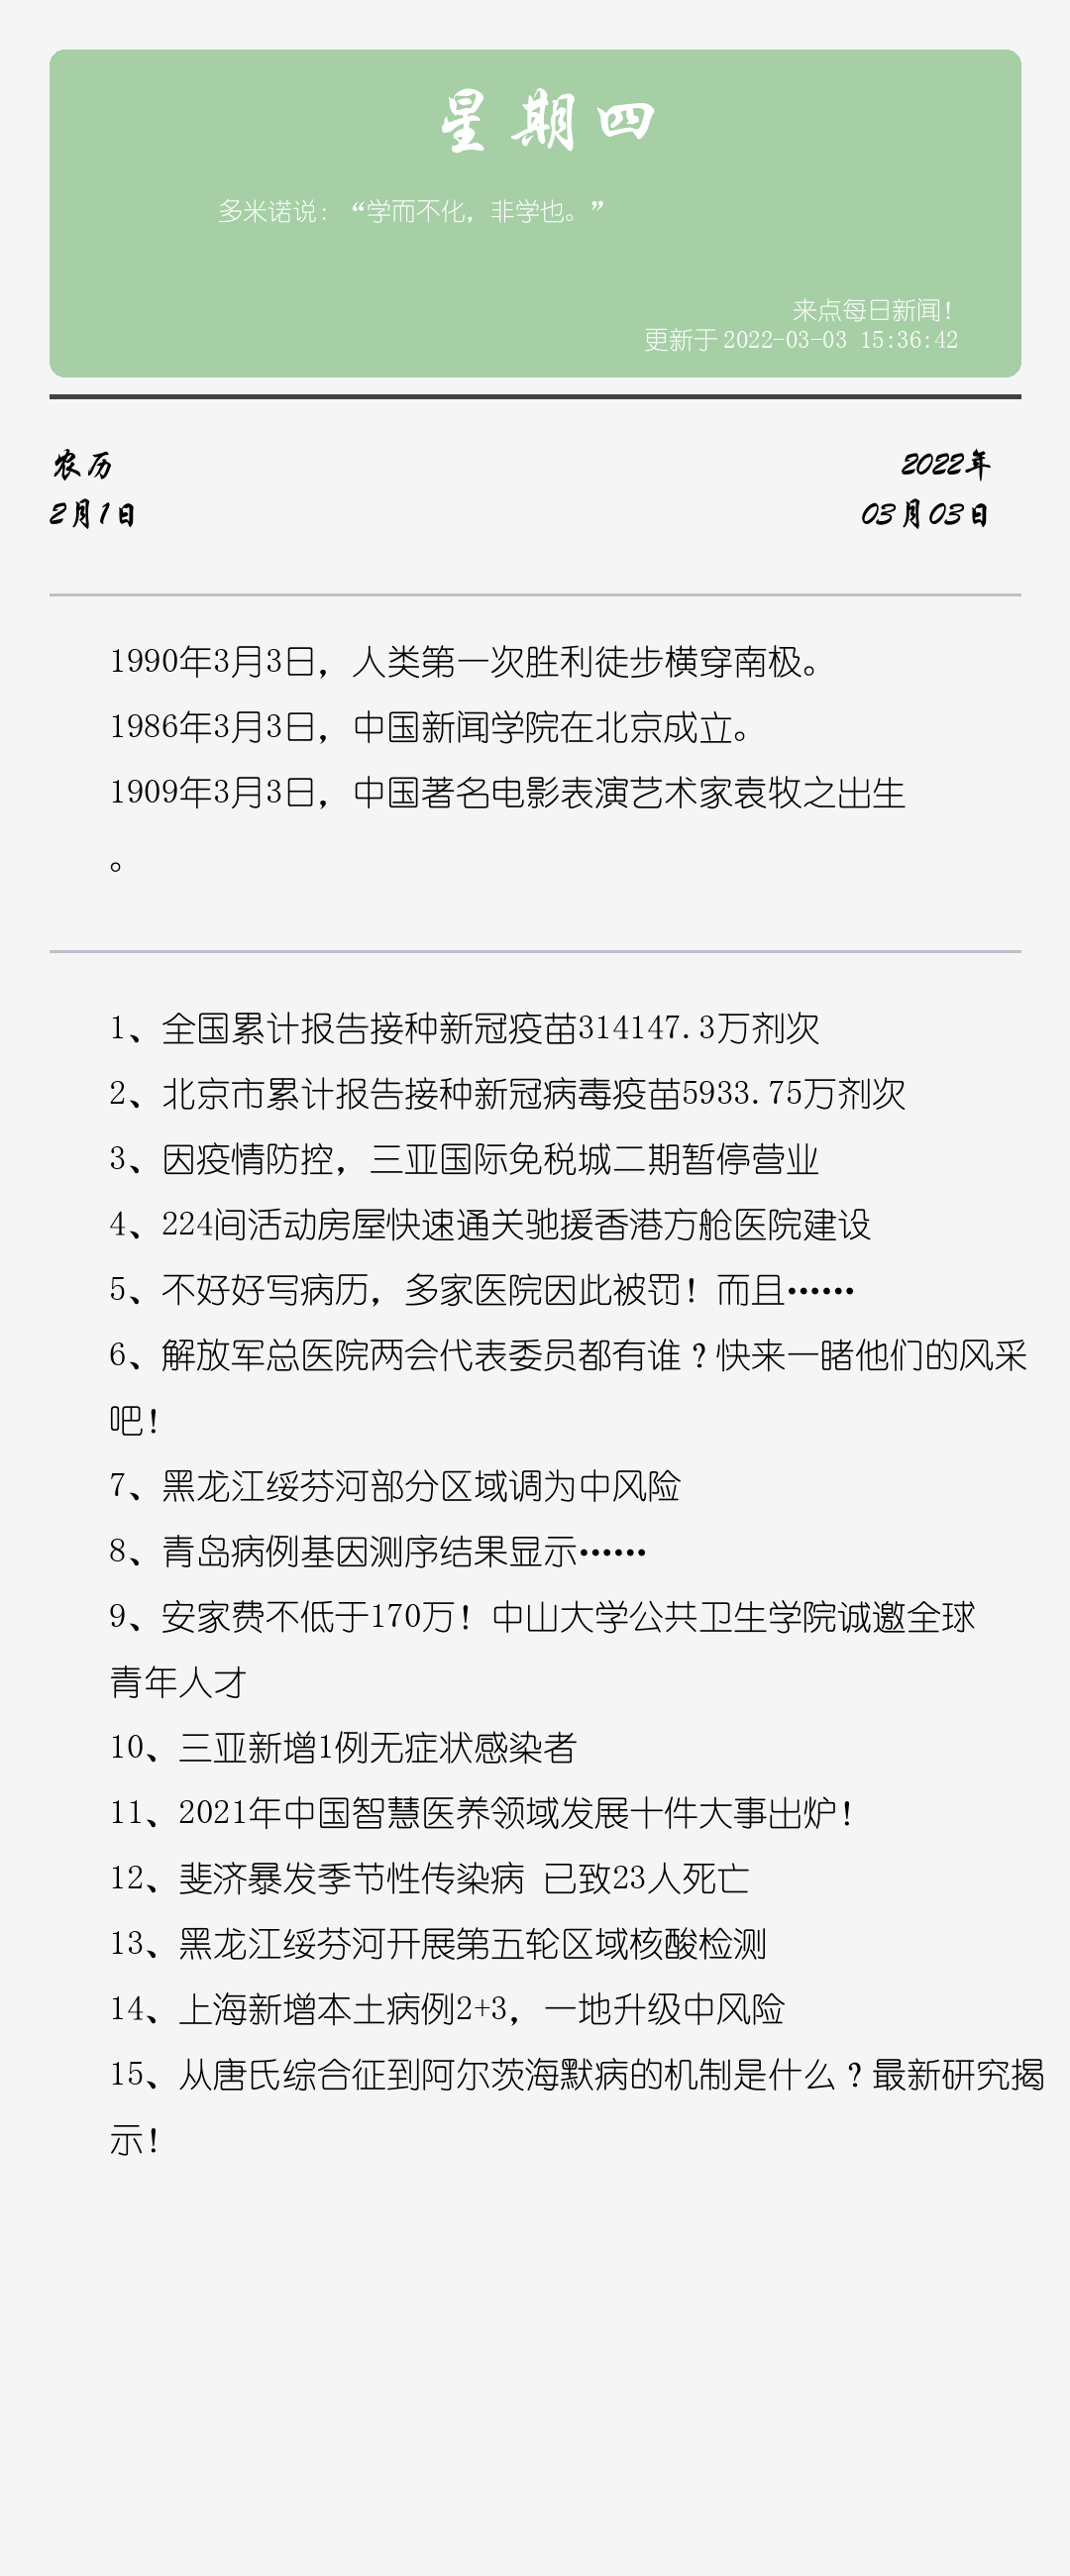 星期四
多米诺说：“学而不化，非学也。”
来点每日新闻！
更新于 2022-03-03 15:36:42
农历
2月1日
2022年
03月03日
1990年3月3日，人类第一次胜利徒步横穿南极。
1986年3月3日，中国新闻学院在北京成立。
1909年3月3日，中国著名电影表演艺术家袁牧之出生
。
1、全国累计报告接种新冠疫苗314147.3万剂次
2、北京市累计报告接种新冠病毒疫苗5933.75万剂次
3、因疫情防控，三亚国际免税城二期暂停营业
4、224间活动房屋快速通关驰援香港方舱医院建设
5、不好好写病历，多家医院因此被罚！而且……
6、解放军总医院两会代表委员都有谁？快来一睹他们的风采
吧！
7、黑龙江绥芬河部分区域调为中风险
8、青岛病例基因测序结果显示……
9、安家费不低于170万！中山大学公共卫生学院诚邀全球
青年人才
10、三亚新增1例无症状感染者
11、2021年中国智慧医养领域发展十件大事出炉！
12、斐济暴发季节性传染病 已致23人死亡
13、黑龙江绥芬河开展第五轮区域核酸检测
14、上海新增本土病例2+3，一地升级中风险
15、从唐氏综合征到阿尔茨海默病的机制是什么？最新研究揭
示！